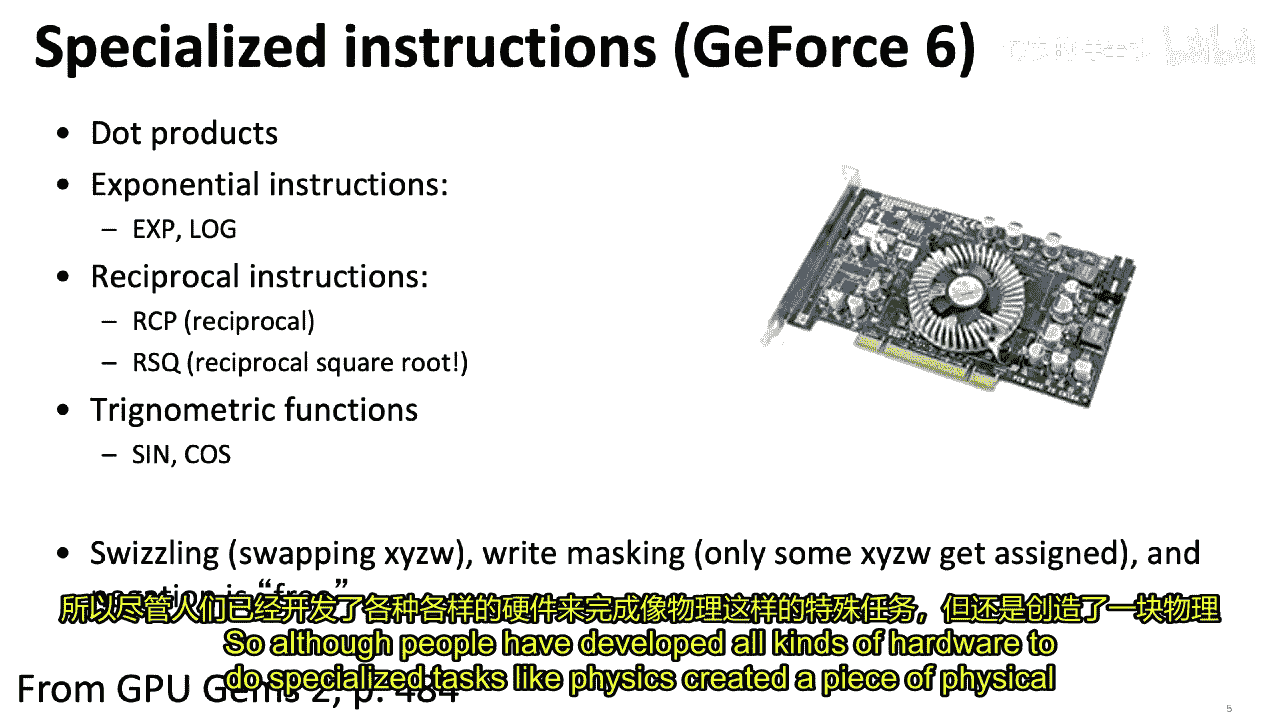 Specialized instructions (GeForce 6)
• Dot products
• Exponential instructions:
– EXP, LOG
• Reciprocal instructions:
– RCP (reciprocal)
– RSQ (reciprocal square root!)
• Trignometric functions
– SIN, COS
• Swizzling (swapping xyzw), write masking (only some xyzw get assigned), and
negation is “free”
所以尽管人们已经开发了各种各样的硬件来完成像物理这样的特殊任务，但还是创造了一块物理
So although people have developed all kinds of hardware to
do specialized tasks like physics created a piece of physical
From GPU Gems 2, p. 484
5